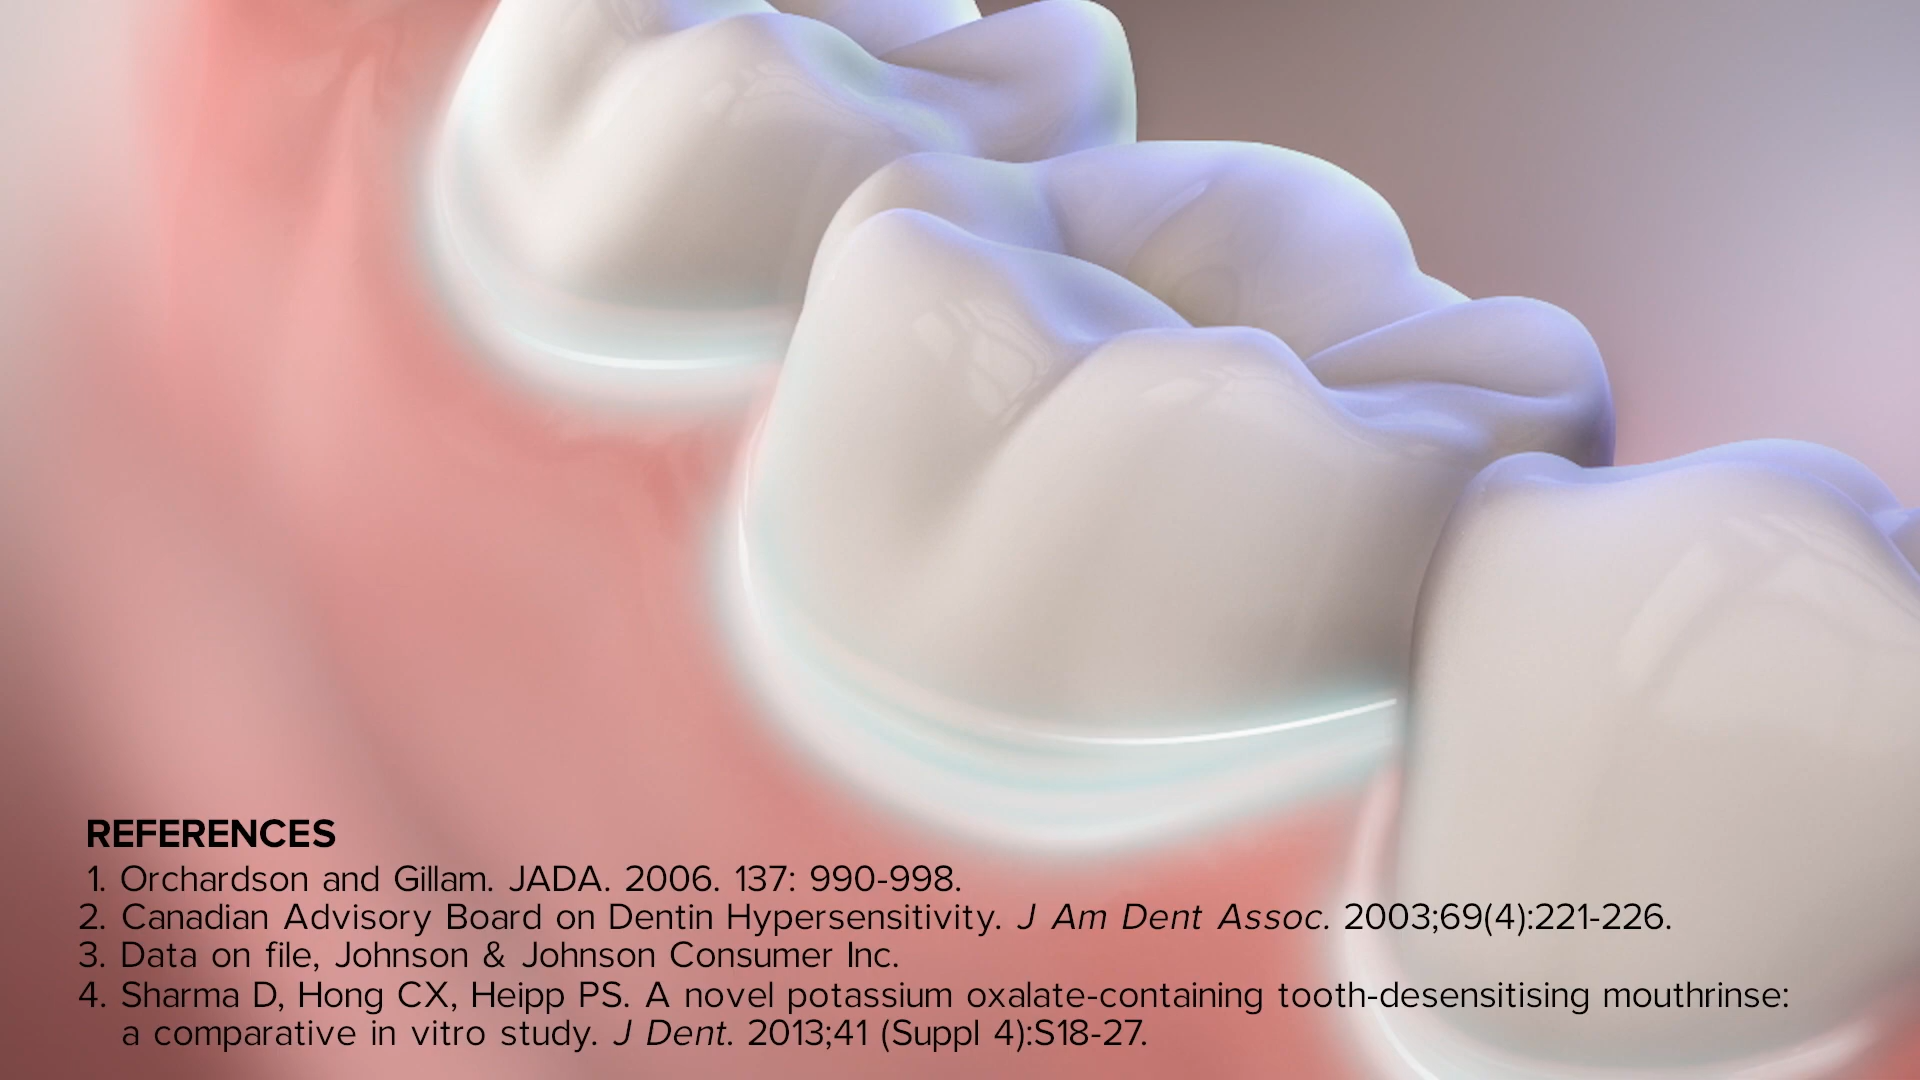 REFERENCES
1. Orchardson and Gillam. JADA. 2006. 137: 990-998.
2. Canadian Advisory Board on Dentin Hypersensitivity. J Am Dent Assoc. 2003;69(4):221-226.
3. Data on file, Johnson & Johnson Consumer Inc.
4. Sharma D, Hong CX, Heipp PS. A novel potassium oxalate-containing tooth-desensitising mouthrinse:
a comparative in vitro study. J Dent. 2013;41 (Suppl 4):S18-27.